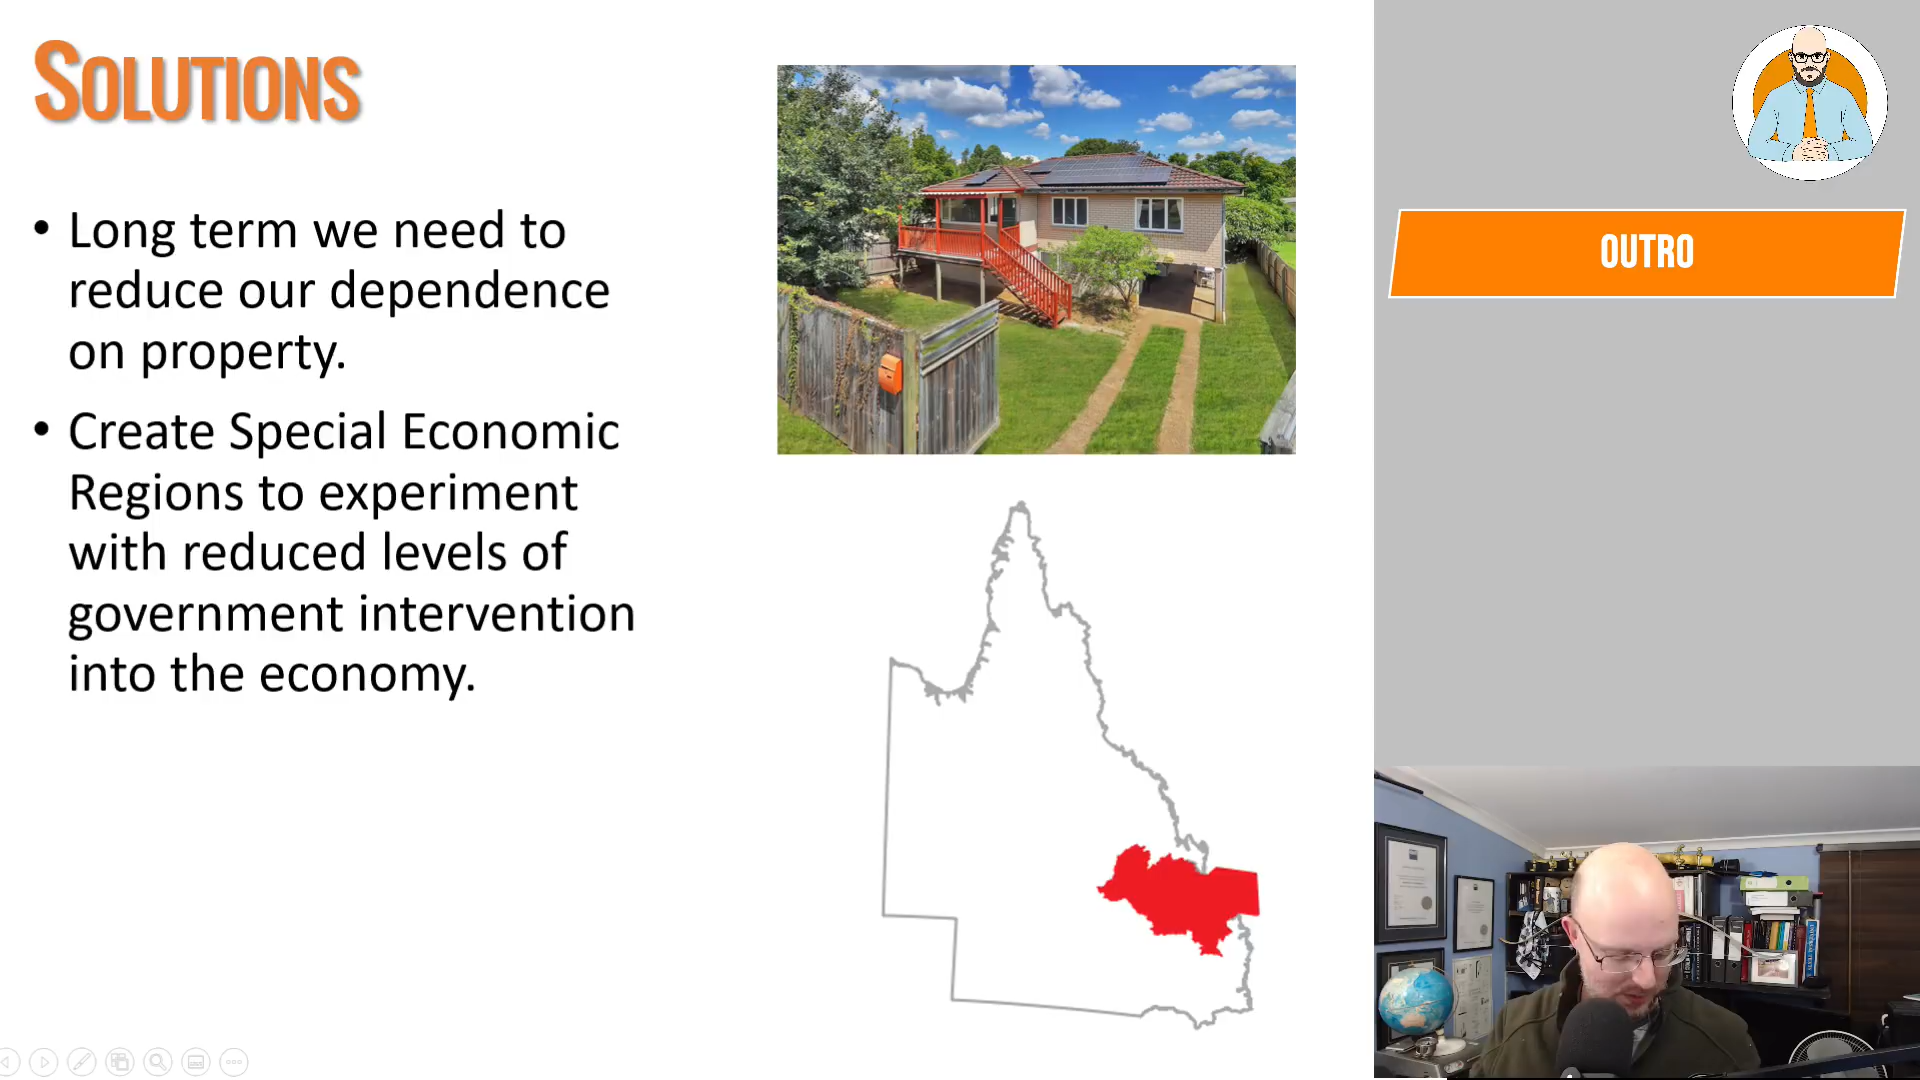 SOLUTIONS
• Long term we need to
reduce our dependence
on property.
• Create Special Economic
Regions to experiment
with reduced levels of
government intervention
into the economy.
OUTRO